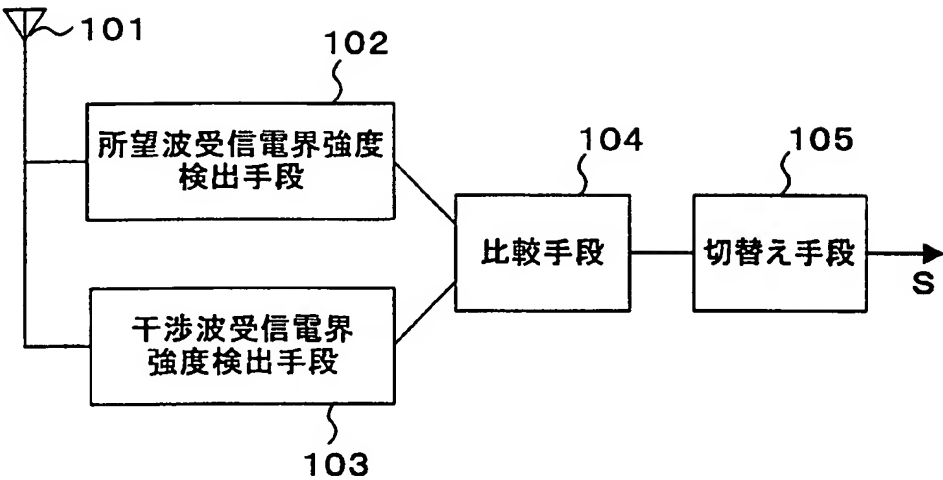 101
102
所望波受信電界強度
検出手段
104
105
比較手段
切替え手段
S
干渉波受信電界
強度検出手段
103